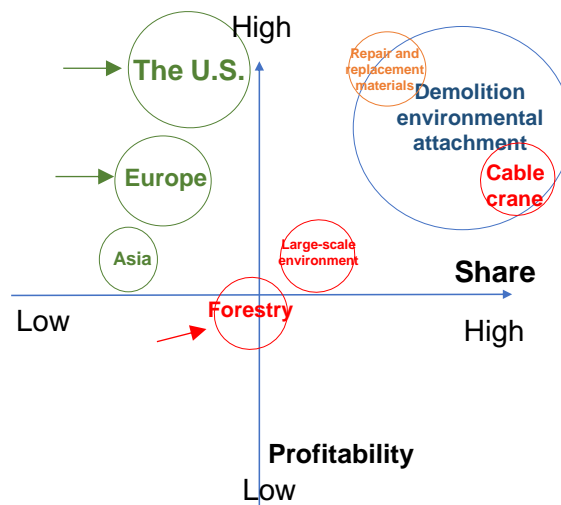 High
The U.S.
Repair and
replacement
materials
Demolition
environmental
attachment
Europe
Cable
crane
Asia
Large-scale
environment
Share
Forestry
Low
High
Profitability
Low